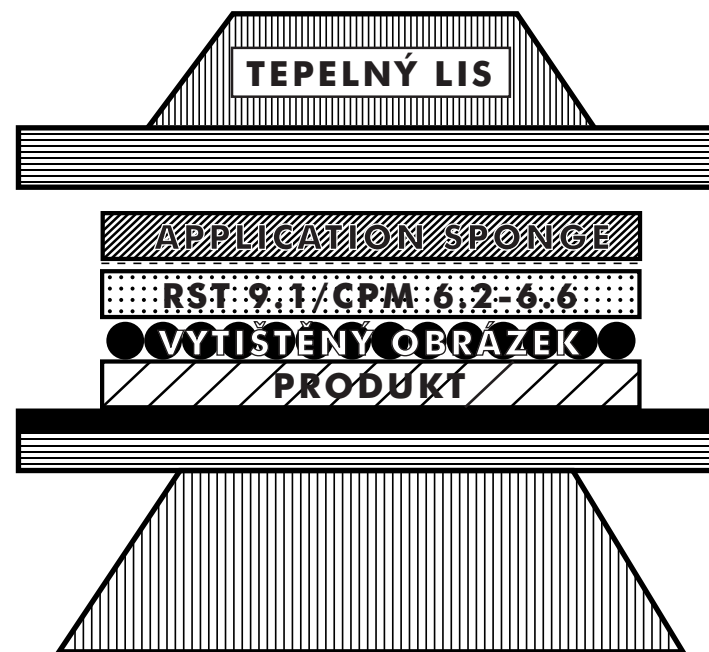 TEPELNÝ LIS
APPLICATION SPONGE
RST 9.1/CPM 6.2-6.6
VYTIŠTĚNÝ OBRÁZEK
PRODUKT